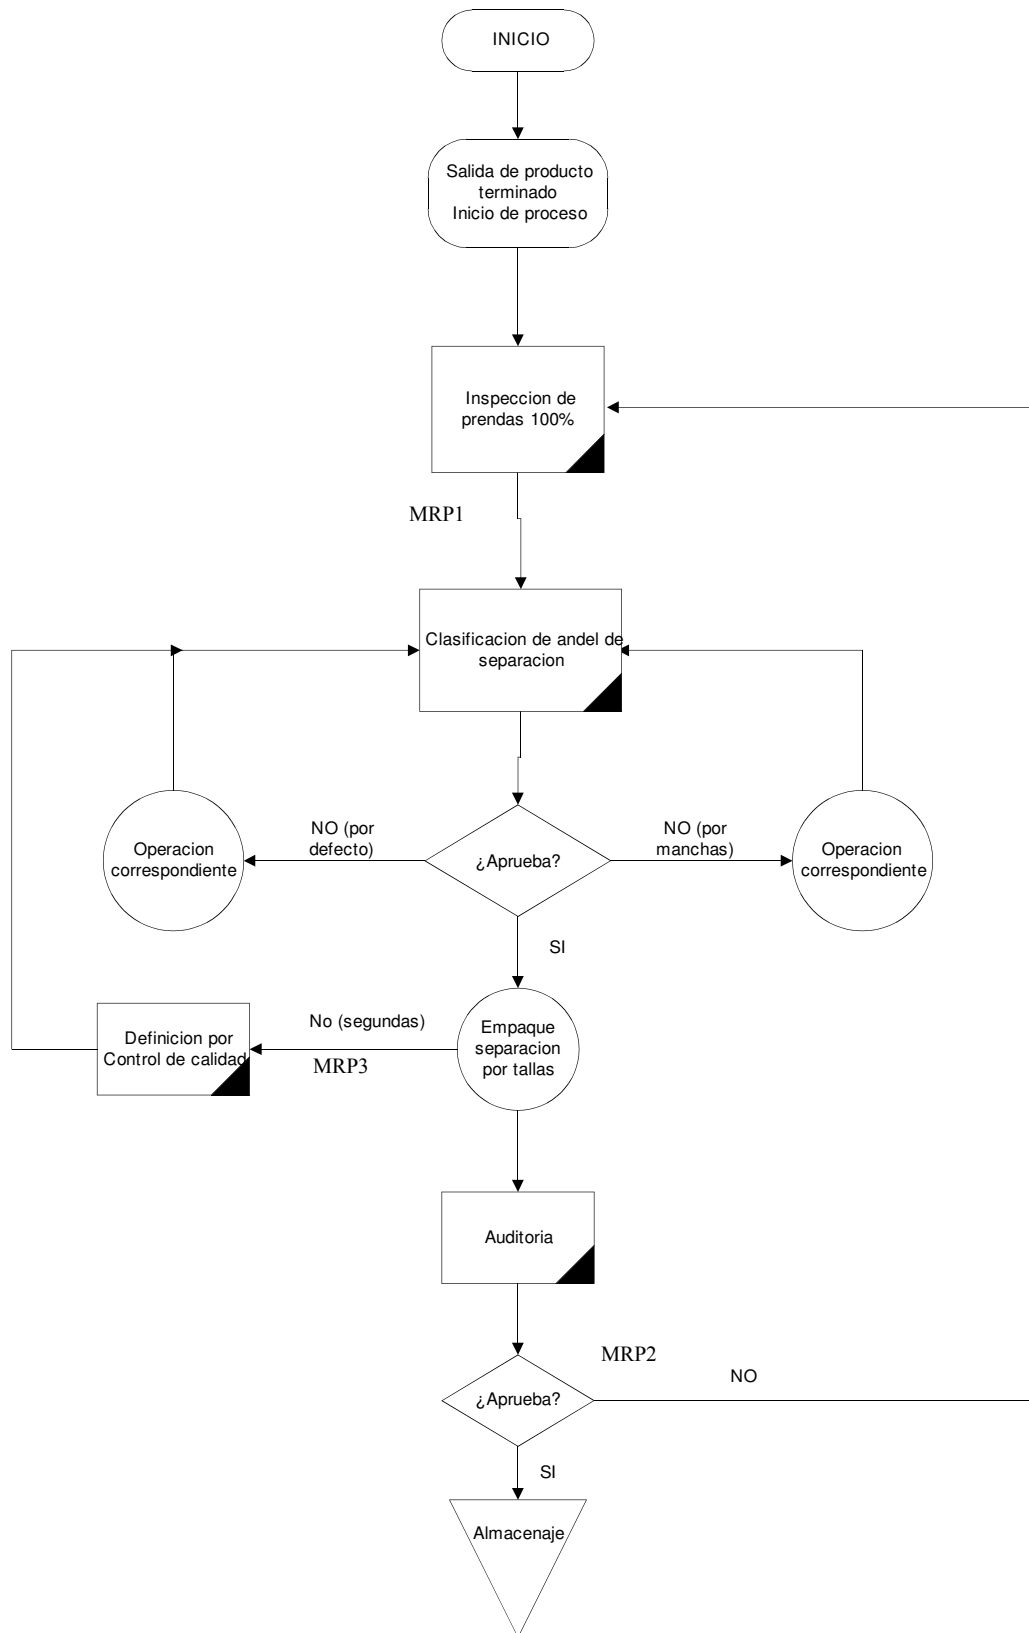 INICIO
Salida de producto
terminado
Inicio de proceso
Inspeccion de
prendas 100%
MRP1
Clasificacion de andel de
separacion
NO (por
defecto)
NO (por
manchas)
Operacion
correspondiente
¿Aprueba?
Operacion
correspondiente
SI
Empaque
separacion
por tallas
No (segundas)
MRP3
Definicion por
Control de calidad
Auditoria
MRP2
¿Aprueba?
NO
SI
Almacenaje